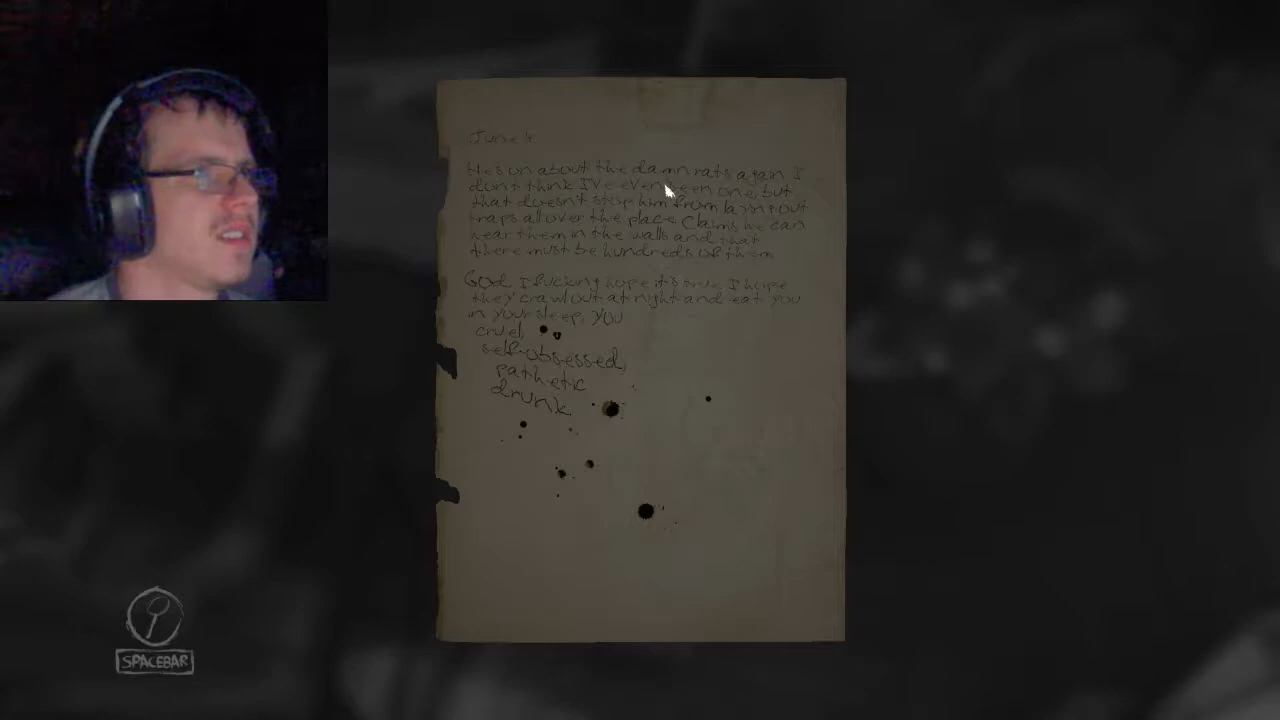 June 4
He's on about the damn rats again I
don't think I've even seen one, but
that doesn't stop him from laying out
traps all over the place. Claims he can
hear them in the walls and that
there must be hundreds of them
God I fucking hope it's true I hope
they crawl out at night and eat you
in your sleep, you
cruel,
self-obsessed,
pathetic
drunk
SPACEBAR